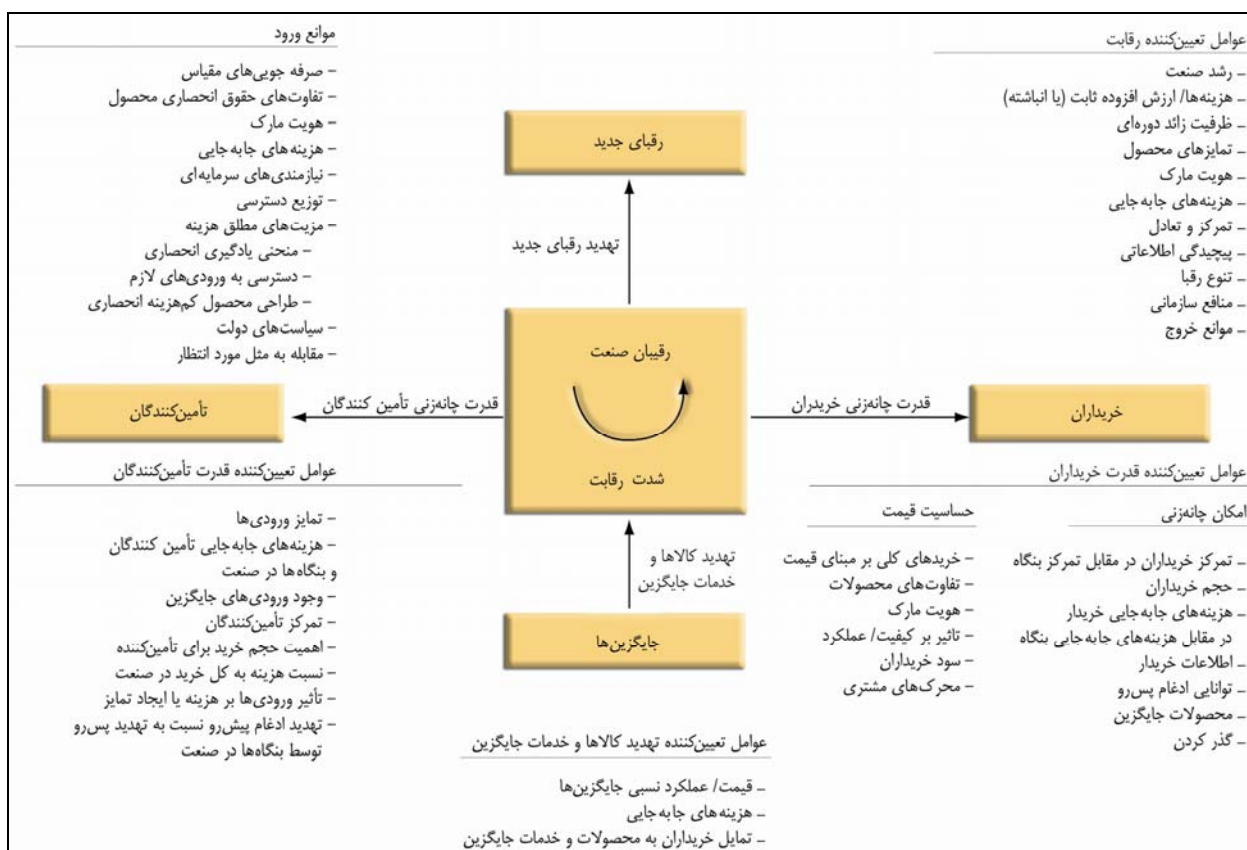 موانع ورود
– صرفه جویی‌های مقیاس
– تفاوت‌های حقوق انحصاری محصول
– هویت مارک
– هزینه‌های جابه‌جایی
– نیازمندی‌های سرمایه‌ای
– توزیع دسترسی
– مزیت‌های مطلق هزینه
– منحنی یادگیری انحصاری
– دسترسی به ورودی‌های لازم
– طراحی محصول کم‌هزینه انحصاری
– سیاست‌های دولت
– مقابله به مثل مورد انتظار
عوامل تعیین‌کننده رقابت
– رشد صنعت
– هزینه‌ها/ ارزش افزوده ثابت (یا انباشته)
– ظرفیت زائد دوره‌ای
– تمایزهای محصول
– هویت مارک
– هزینه‌های جابه‌جایی
– تمرکز و تعادل
– پیچیدگی اطلاعاتی
– تنوع رقبا
– منافع سازمانی
– موانع خروج
رقبای جدید
تهدید رقبای جدید
رقیبان صنعت
شدت رقابت
قدرت چانه‌زنی تأمین کنندگان
تأمین‌کنندگان
قدرت چانه‌زنی خریدران
خریداران
تهدید کالاها و
خدمات جایگزین
جایگزین‌ها
عوامل تعیین‌کننده قدرت تأمین‌کنندگان
– تمایز ورودی‌ها
– هزینه‌های جابه‌جایی تأمین کنندگان
و بنگاه‌ها در صنعت
– وجود ورودی‌های جایگزین
– تمرکز تأمین‌کنندگان
– اهمیت حجم خرید برای تأمین‌کننده
– نسبت هزینه به کل خرید در صنعت
– تأثیر ورودی‌ها بر هزینه یا ایجاد تمایز
– تهدید ادغام پیش‌رو نسبت به تهدید پس‌رو
توسط بنگاه‌ها در صنعت
عوامل تعیین‌کننده قدرت خریداران
امکان چانه‌زنی
– تمرکز خریداران در مقابل تمرکز بنگاه
– حجم خریداران
– هزینه‌های جابه‌جایی خریدار
در مقابل هزینه‌های جابه‌جایی بنگاه
– اطلاعات خریدار
– توانایی ادغام پس‌رو
– محصولات جایگزین
– گذر کردن
حساسیت قیمت
– خریدهای کلی بر مبنای قیمت
– تفاوت‌های محصولات
– هویت مارک
– تاثیر بر کیفیت/ عملکرد
– سود خریداران
– محرک‌های مشتری
عوامل تعیین‌کننده تهدید کالاها و خدمات جایگزین
– قیمت/ عملکرد نسبی جایگزین‌ها
– هزینه‌های جابه‌جایی
– تمایل خریداران به محصولات و خدمات جایگزین